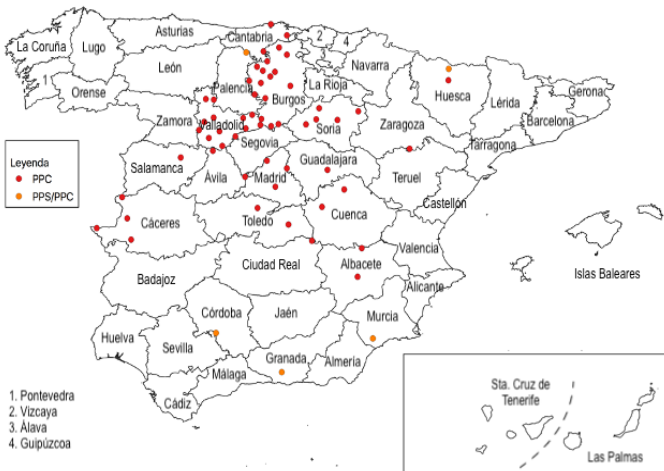 Asturias
Cantabria
2
4
La Coruña
Lugo
3
Navarra
León
1
Palencia
La Rioja
Huesca
Orense
Burgos
Lérida
Gerona
Zamora
Valladolid
Soria
Zaragoza
Barcelona
Segovia
Tarragona
Leyenda
PPC
PPS/PPC
Salamanca
Guadalajara
Ávila
Madrid
Teruel
Castellón
Cáceres
Toledo
Cuenca
Valencia
Ciudad Real
Albacete
Islas Baleares
Badajoz
Alicante
Córdoba
Jaén
Murcia
Huelva
Sevilla
Granada
Almería
Málaga
Cádiz
1. Pontevedra
2. Vizcaya
3. Álava
4. Guipúzcoa
Sta. Cruz de
Tenerife
Las Palmas